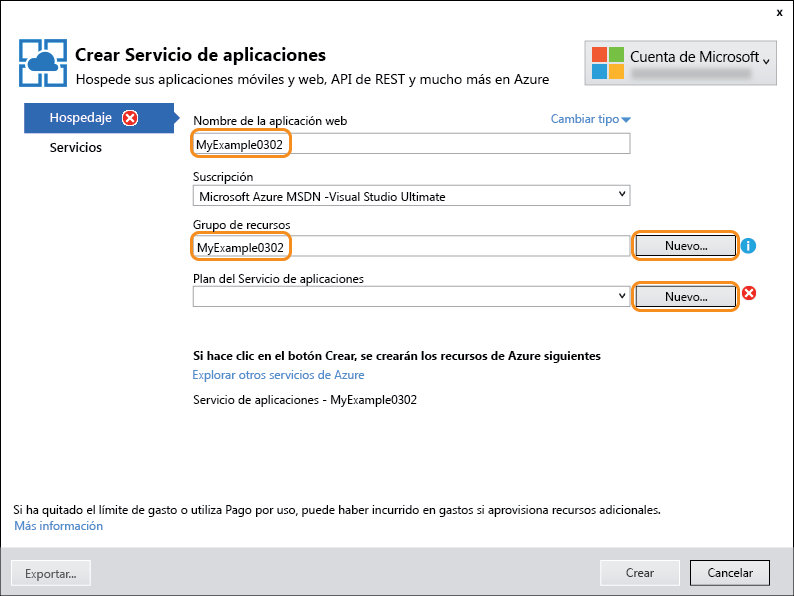 x
Crear Servicio de aplicaciones
Hospede sus aplicaciones móviles y web, API de REST y mucho más en Azure
Cuenta de Microsoft
Hospedaje
Servicios
Nombre de la aplicación web
Cambiar tipo
MyExample0302
Suscripción
Microsoft Azure MSDN -Visual Studio Ultimate
Grupo de recursos
MyExample0302
Nuevo...
Plan del Servicio de aplicaciones
Nuevo...
Si hace clic en el botón Crear, se crearán los recursos de Azure siguientes
Explorar otros servicios de Azure
Servicio de aplicaciones - MyExample0302
Si ha quitado el límite de gasto o utiliza Pago por uso, puede haber incurrido en gastos si aprovisiona recursos adicionales.
Más información
Exportar...
Crear
Cancelar